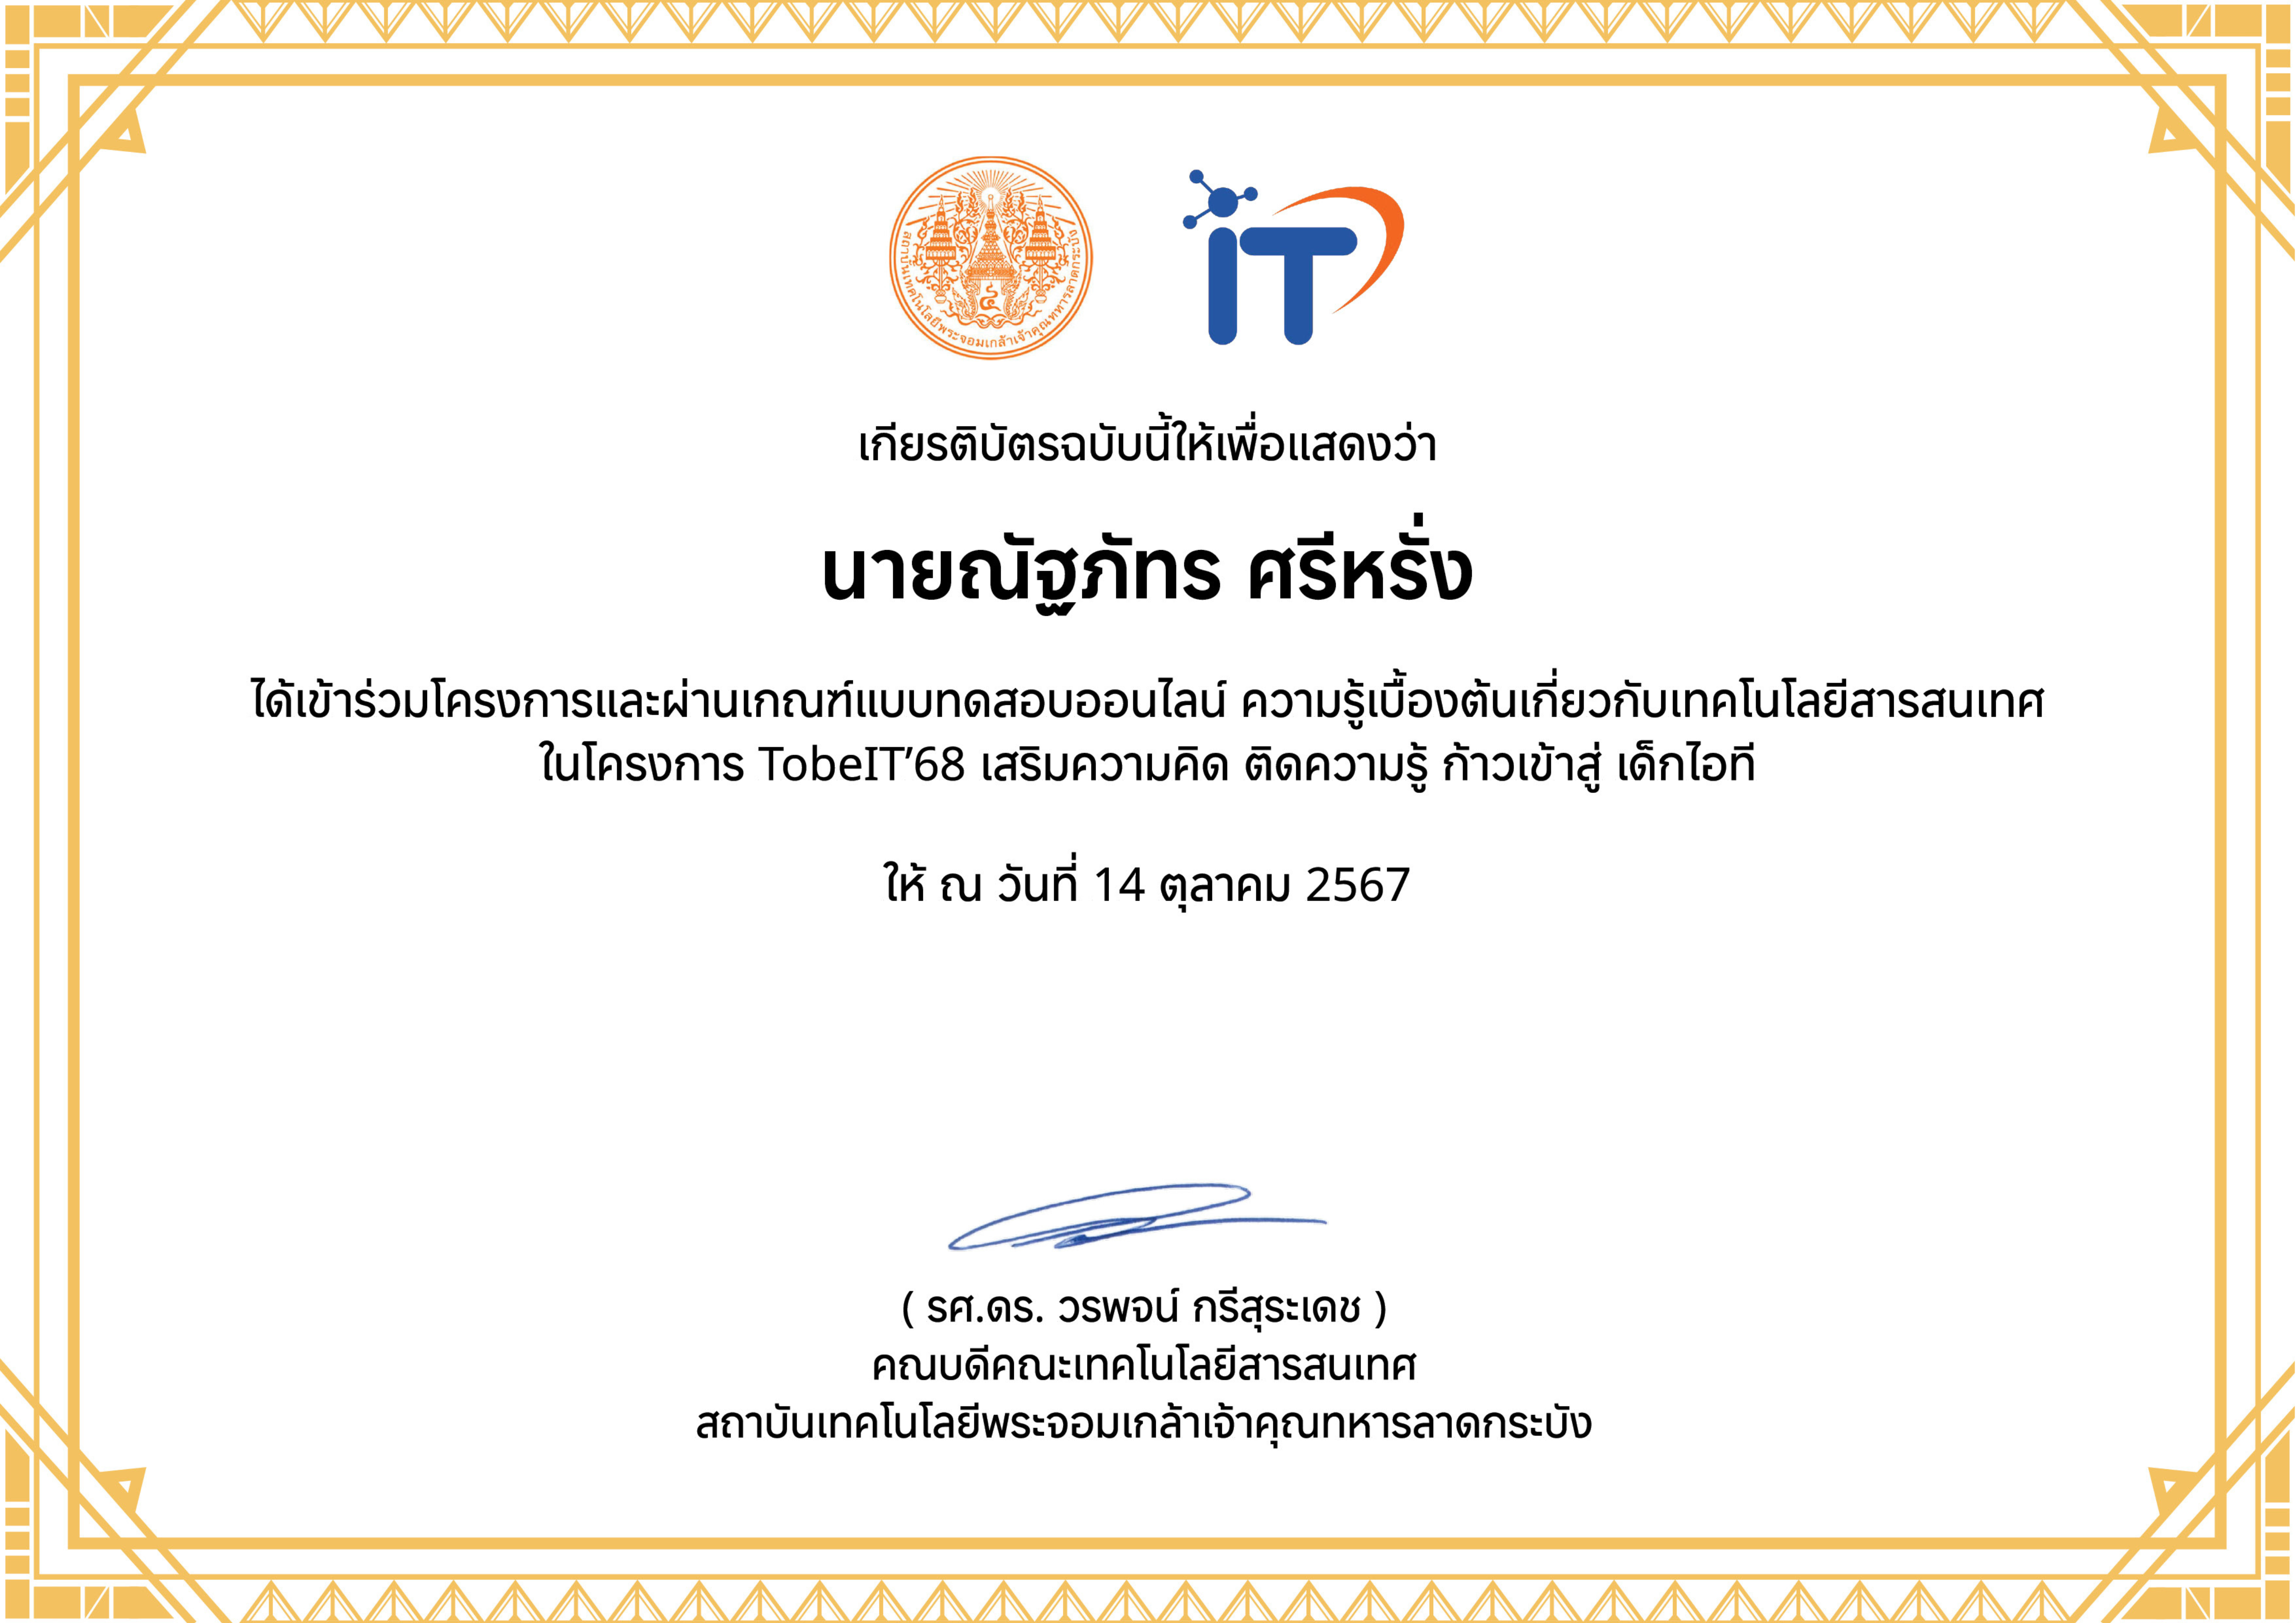 สถาบันเทคโนโลยีพระจอมเกล้าเจ้าคุณทหารลาดกระบัง
๔
iT
เกียรติบัตรฉบับนี้ให้เพื่อแสดงว่า
นายณัฐภัทร ศรีหรั่ง
ได้เข้าร่วมโครงการและผ่านเกณฑ์แบบทดสอบออนไลน์ ความรู้เบื้องต้นเกี่ยวกับเทคโนโลยีสารสนเทศ
ในโครงการ TobeIT’68 เสริมความคิด ติดความรู้ ก้าวเข้าสู่ เด็กไอที
ให้ ณ วันที่ 14 ตุลาคม 2567
( รศ.ดร. วรพจน์ กรีสุระเดช )
คณบดีคณะเทคโนโลยีสารสนเทศ
สถาบันเทคโนโลยีพระจอมเกล้าเจ้าคุณทหารลาดกระบัง